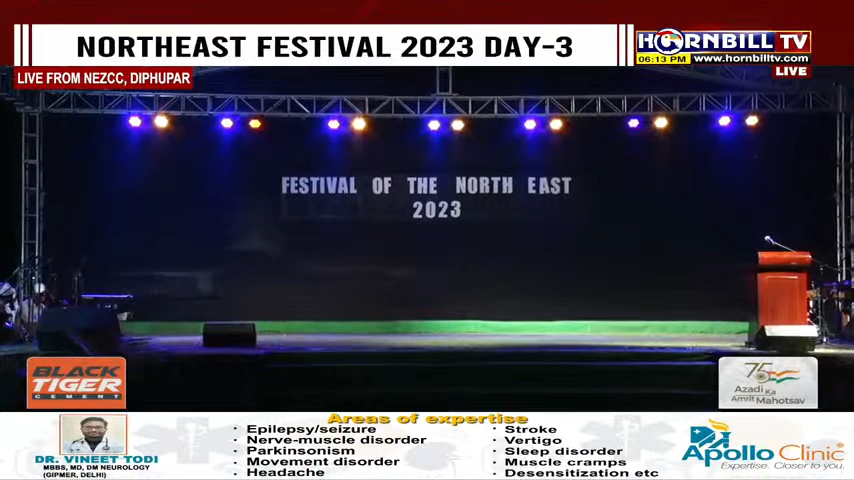 NORTHEAST FESTIVAL 2023 DAY-3
HORNBILL TV
06:13 PM www.hornbilltv.com
LIVE
LIVE FROM NEZCC, DIPHUPAR
FESTIVAL OF THE NORTH EAST
2023
BLACK
TIGER
CEMENT
75
Azadi Ka
Amrit Mahotsav
Areas of expertise
· Epilepsy/seizure
· Nerve-muscle disorder
· Parkinsonism
· Movement disorder
· Headache
· Stroke
· Vertigo
· Sleep disorder
· Muscle cramps
· Desensitization etc
DR. VINEET TODI
MBBS, MD, DM NEUROLOGY
(GIPMER, DELHI)
Apollo Clinic®
Expertise. Closer to you.